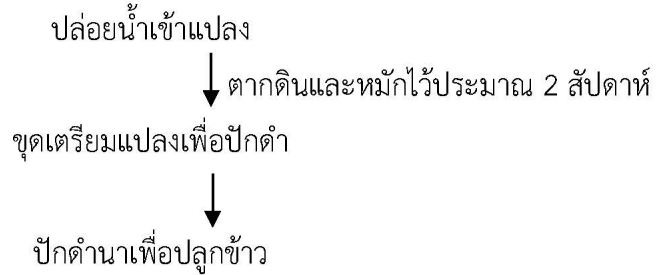 ปล่อยน้ำเข้าแปลง
ตากดินและหมักไว้ประมาณ 2 สัปดาห์
ขุดเตรียมแปลงเพื่อปักดำ
ปักดำนาเพื่อปลูกข้าว